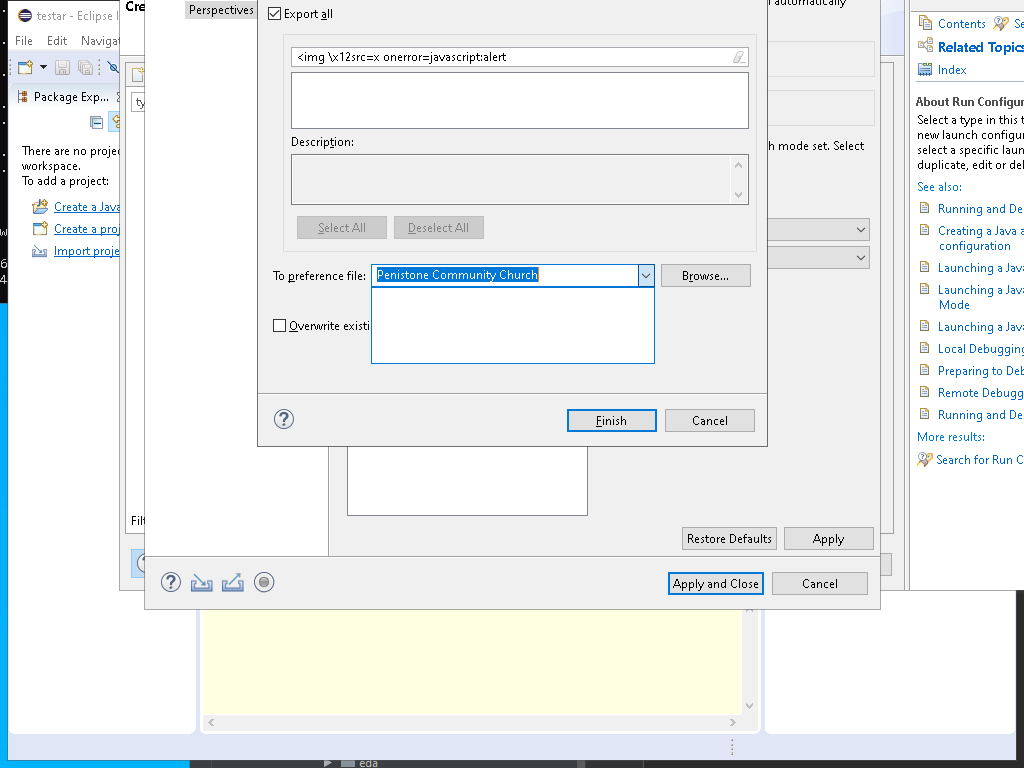 testar - Eclipse I
File Edit Navigat
Package Exp...
There are no projec
workspace.
To add a project:
Create a Java
Create a proj
Import proje
Cre
ty
Filt
Perspectives
Export all
<img \x12src=x onerror=javascript:alert
Description:
Select All
Deselect All
To preference file:
Penistone Community Church
Browse...
Overwrite existi
Finish
Cancel
automatically
h mode set. Select
Restore Defaults
Apply
Apply and Close
Cancel
Contents
Se
Related Topics
Index
About Run Configur
Select a type in this t
new launch configur
select a specific laun
duplicate, edit or del
See also:
Running and De
Creating a Java a
configuration
Launching a Java
Launching a Java
Mode
Launching a Java
Local Debugging
Preparing to Deb
Remote Debugg
Running and De
More results:
Search for Run C
eda